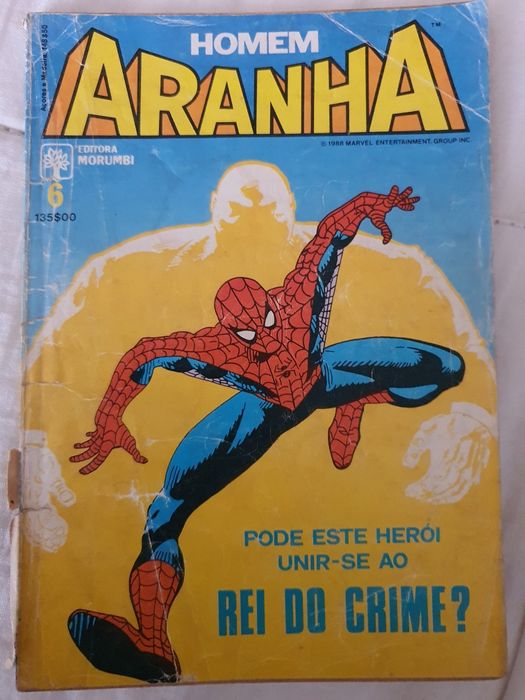 HOMEM
ARANHA
TM
© 1988 MARVEL ENTERTAINMENT GROUP INC.
EDITORA
MORUMBI
6
135$00
PODE ESTE HERÓI
UNIR-SE AO
REI DO CRIME?